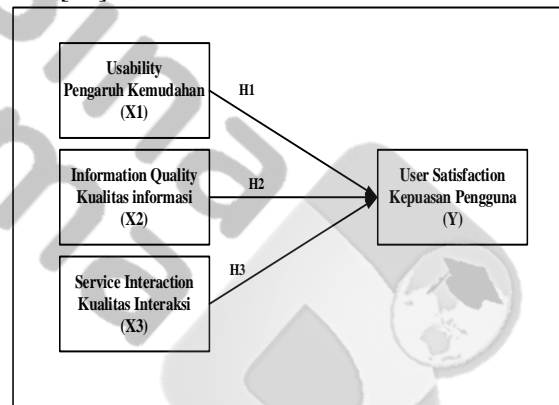 Usability
Pengaruh Kemudahan
(X1)
H1
Information Quality
Kualitas informasi
(X2)
H2
User Satisfaction
Kepuasan Pengguna
(Y)
Service Interaction
Kualitas Interaksi
(X3)
H3